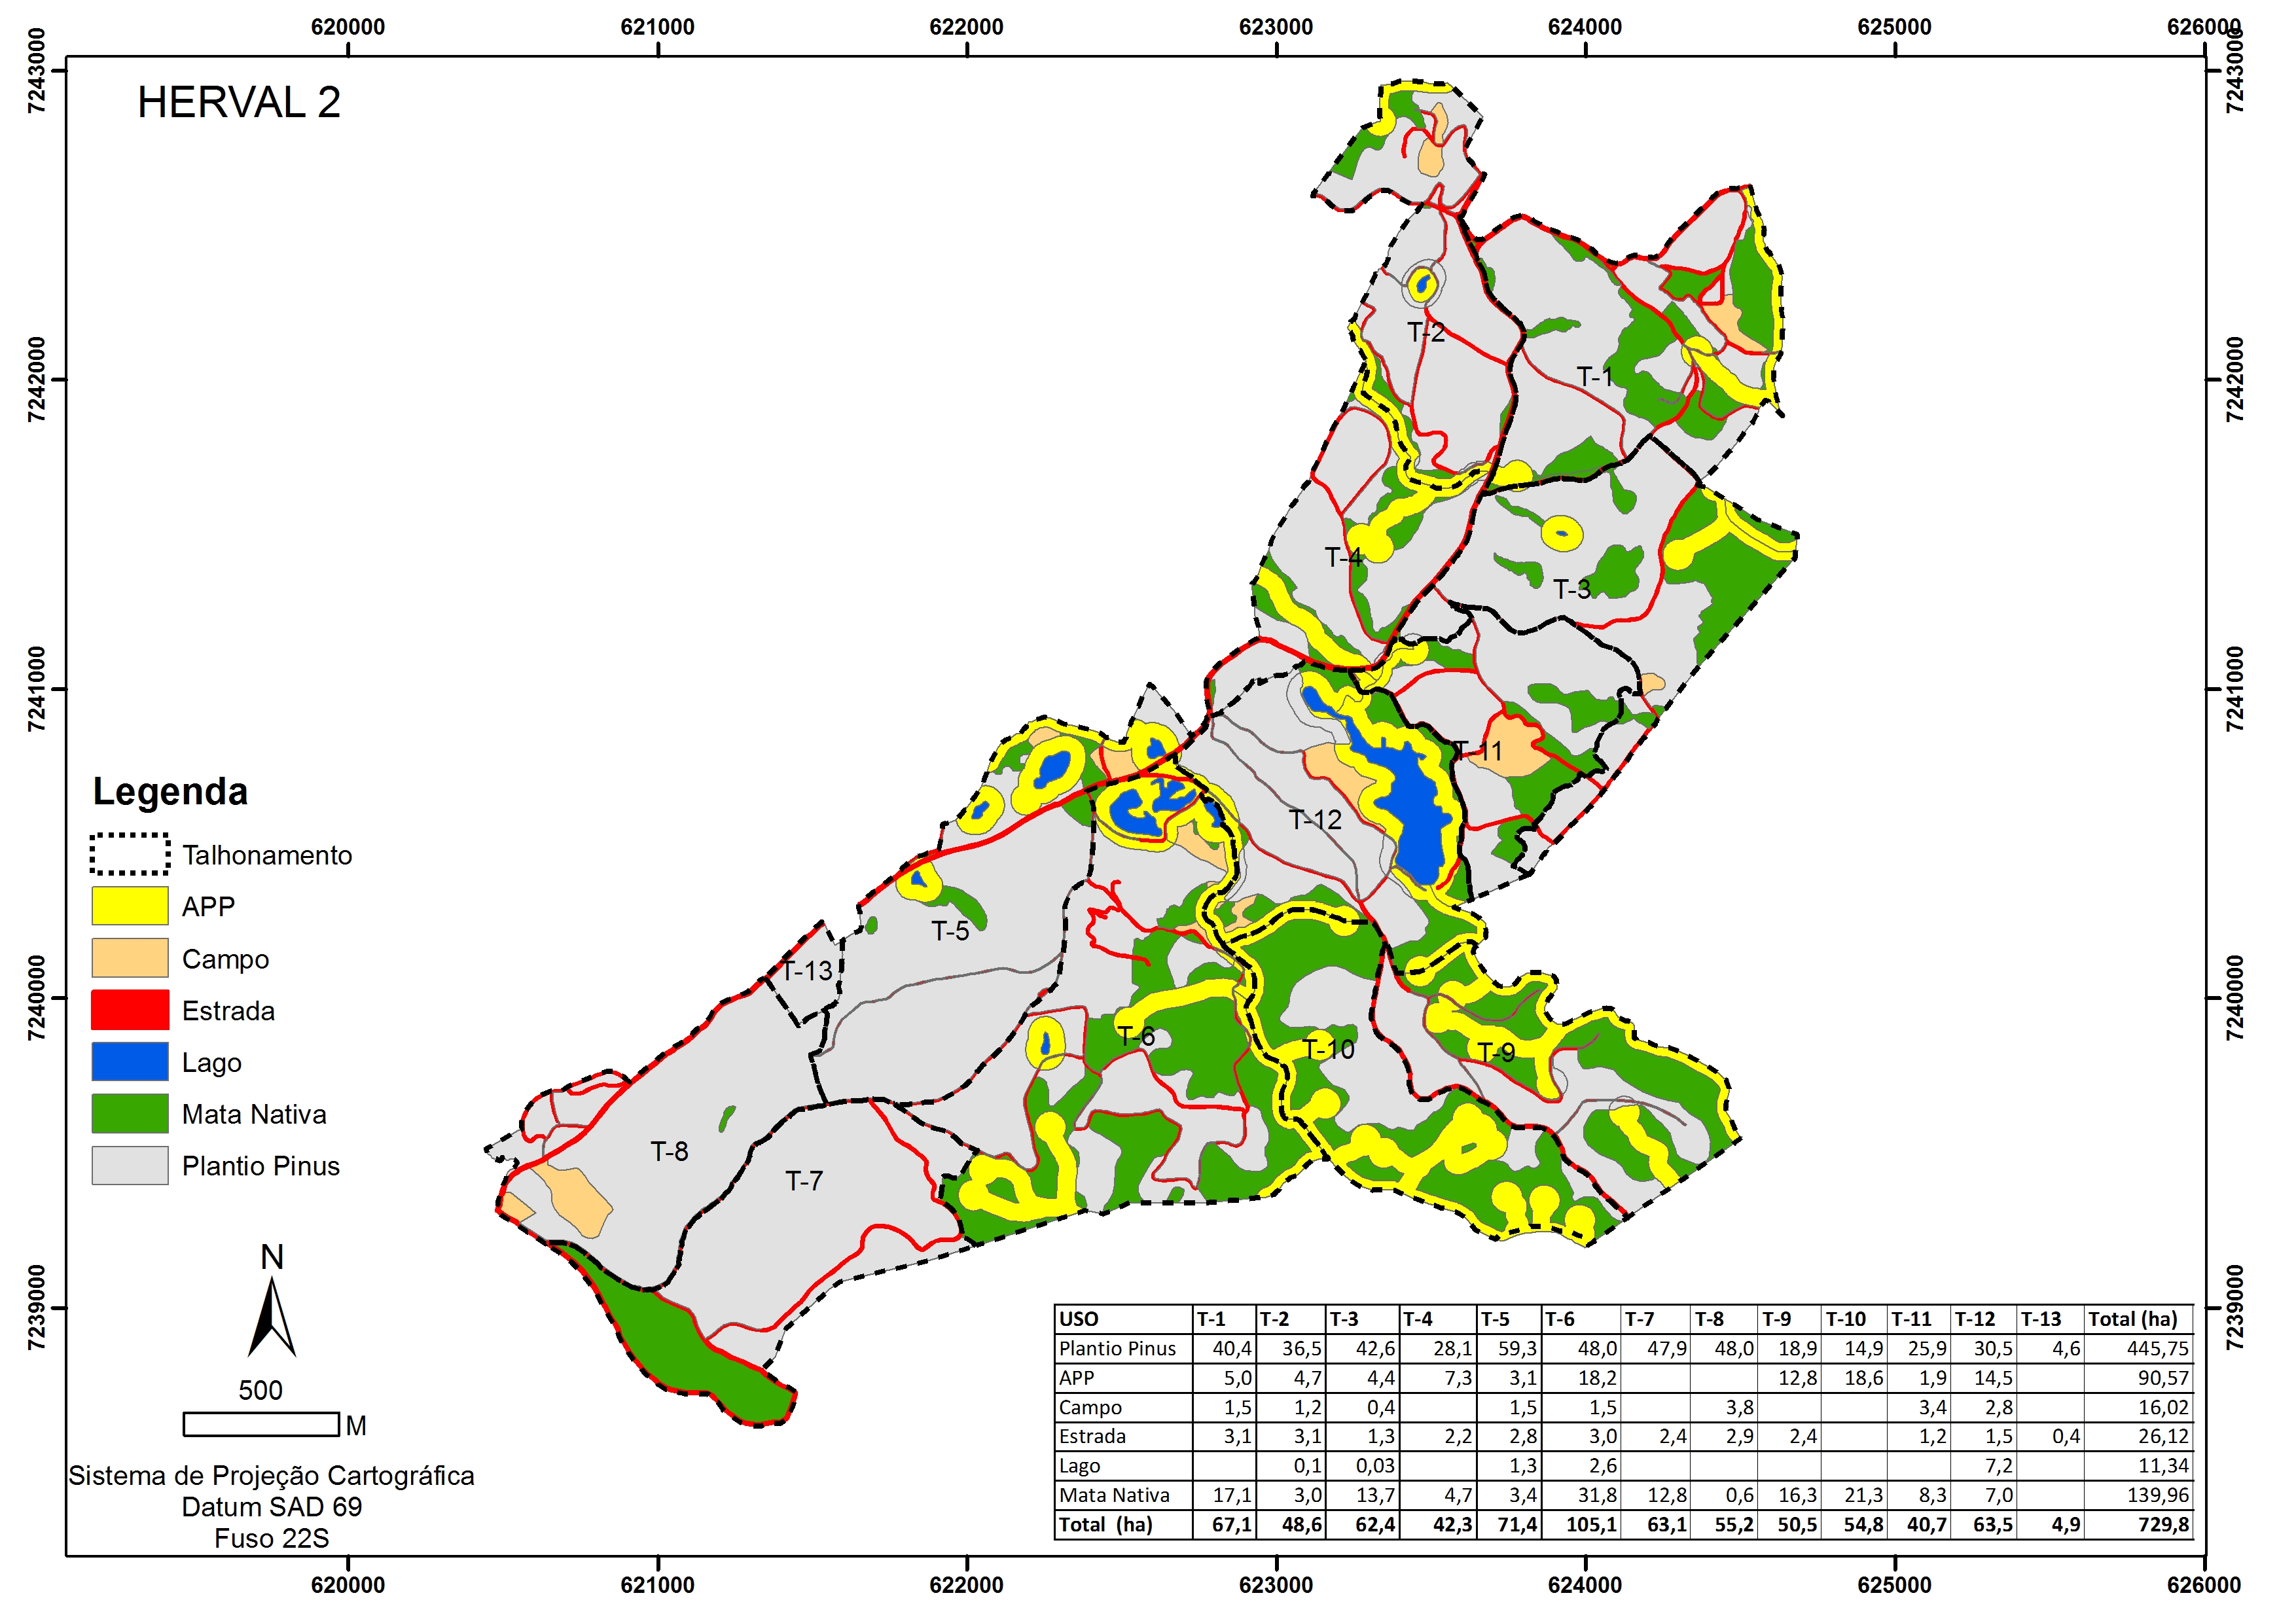 620000 621000 622000 623000 624000 625000 626000
7243000 7243000
HERVAL 2
T-2
7242000 7242000
T-1
T-4
T-3
7241000 7241000
T-11
Legenda
T-12
Talhonamento
APP
T-5
Campo
T-13
7240000 7240000
Estrada
T-6
T-10
T-9
Lago
Mata Nativa
T-8
Plantio Pinus
T-7
N
7239000 7239000
500
M
Sistema de Projeção Cartográfica
Datum SAD 69
Fuso 22S
USO T-1 T-2 T-3 T-4 T-5 T-6 T-7 T-8 T-9 T-10 T-11 T-12 T-13 Total (ha)
Plantio Pinus 40,4 36,5 42,6 28,1 59,3 48,0 47,9 48,0 18,9 14,9 25,9 30,5 4,6 445,75
APP 5,0 4,7 4,4 7,3 3,1 18,2 12,8 18,6 1,9 14,5 90,57
Campo 1,5 1,2 0,4 1,5 1,5 3,8 3,4 2,8 16,02
Estrada 3,1 3,1 1,3 2,2 2,8 3,0 2,4 2,9 2,4 1,2 1,5 0,4 26,12
Lago 0,1 0,03 1,3 2,6 7,2 11,34
Mata Nativa 17,1 3,0 13,7 4,7 3,4 31,8 12,8 0,6 16,3 21,3 8,3 7,0 139,96
Total (ha) 67,1 48,6 62,4 42,3 71,4 105,1 63,1 55,2 50,5 54,8 40,7 63,5 4,9 729,8
620000 621000 622000 623000 624000 625000 626000